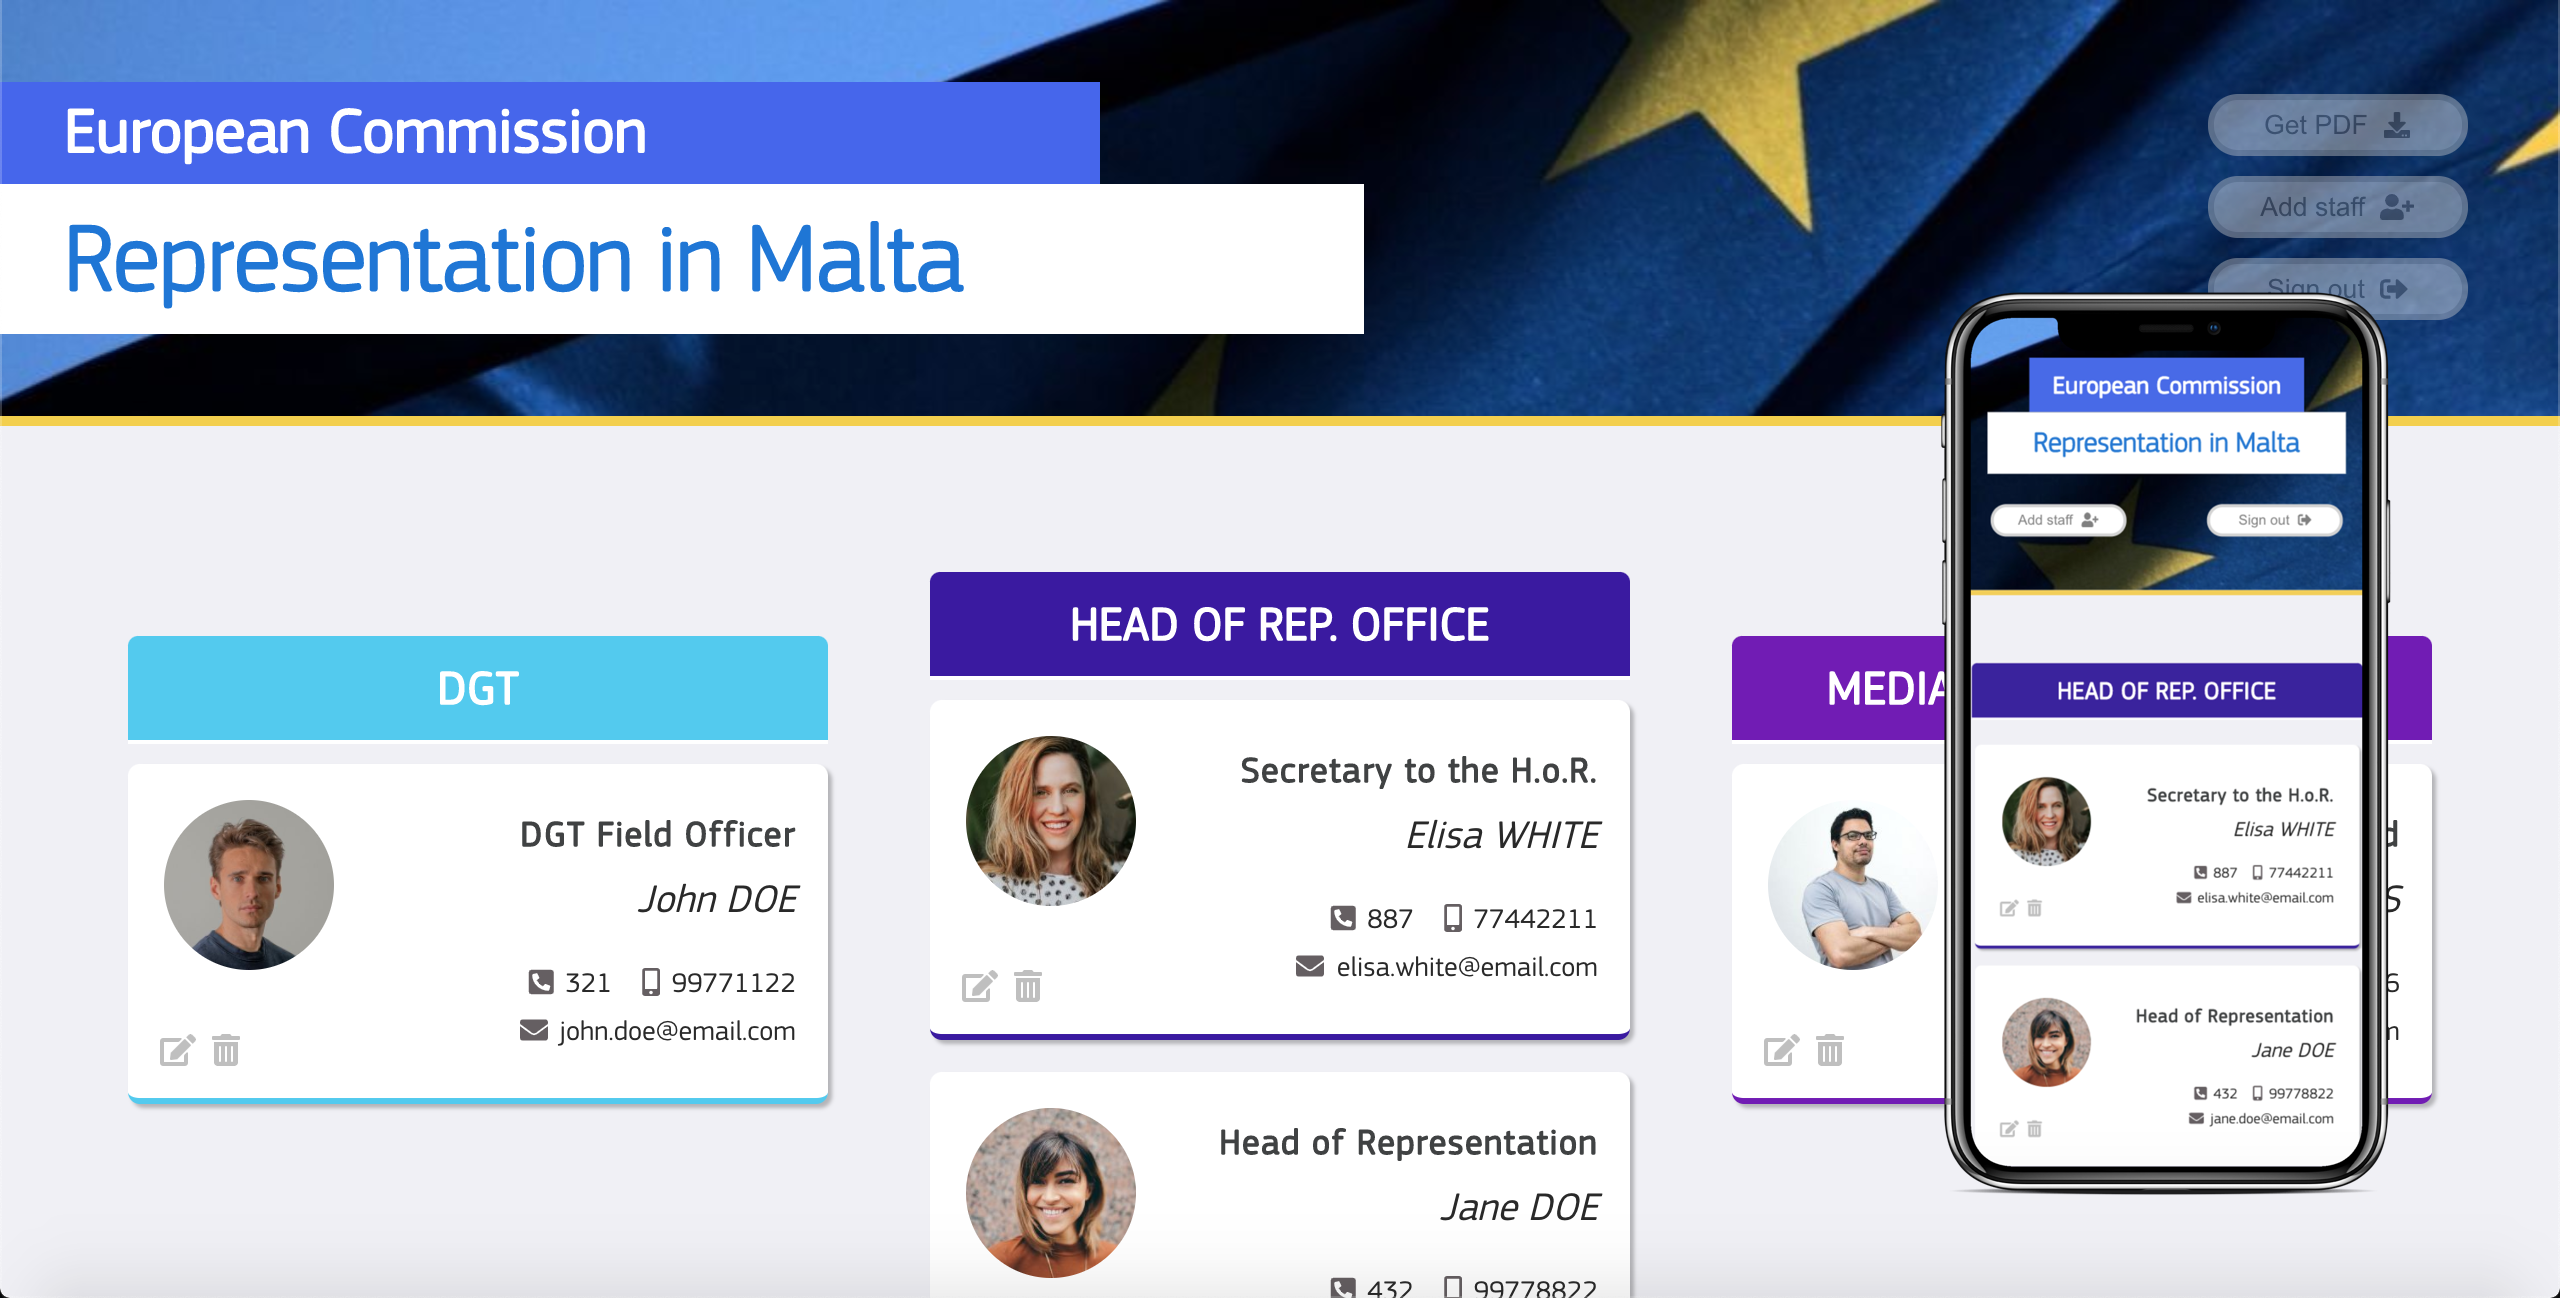 European Commission
Representation in Malta
Get PDF
Add staff
Sign out
DGT
DGT Field Officer
John DOE
321 99771122
john.doe@email.com
HEAD OF REP. OFFICE
Secretary to the H.o.R.
Elisa WHITE
887 77442211
elisa.white@email.com
Head of Representation
Jane DOE
432 99778822
MEDIA
European Commission
Representation in Malta
Add staff
Sign out
HEAD OF REP. OFFICE
Secretary to the H.o.R.
Elisa WHITE
887 77442211
elisa.white@email.com
Head of Representation
Jane DOE
432 99778822
jane.doe@email.com